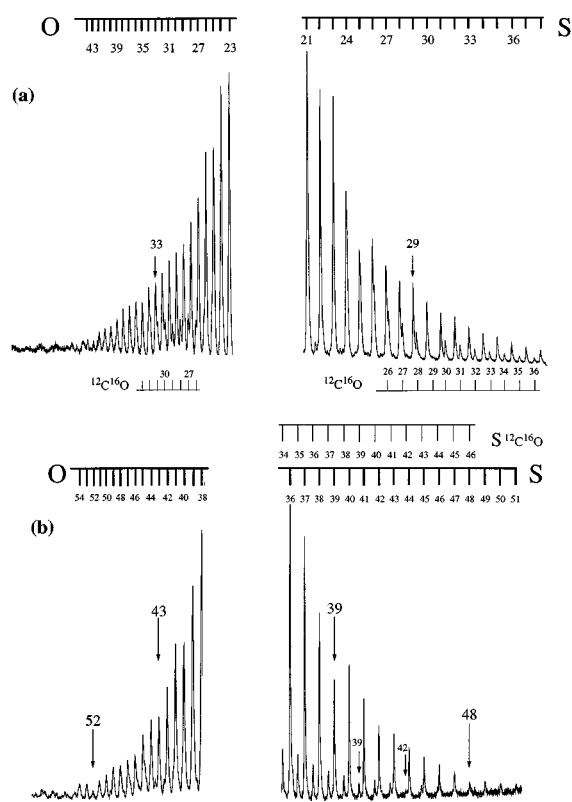 O 43 39 35 31 27 23
21 24 27 30 33 36 S
(a)
33
29
¹²C¹⁶O 30 27
¹²C¹⁶O 26 27 28 29 30 31 32 33 34 35 36
34 35 36 37 38 39 40 41 42 43 44 45 46 S ¹²C¹⁶O
O 54 52 50 48 46 44 42 40 38
36 37 38 39 40 41 42 43 44 45 46 47 48 49 50 51 S
(b)
43
52
39
39
42
48